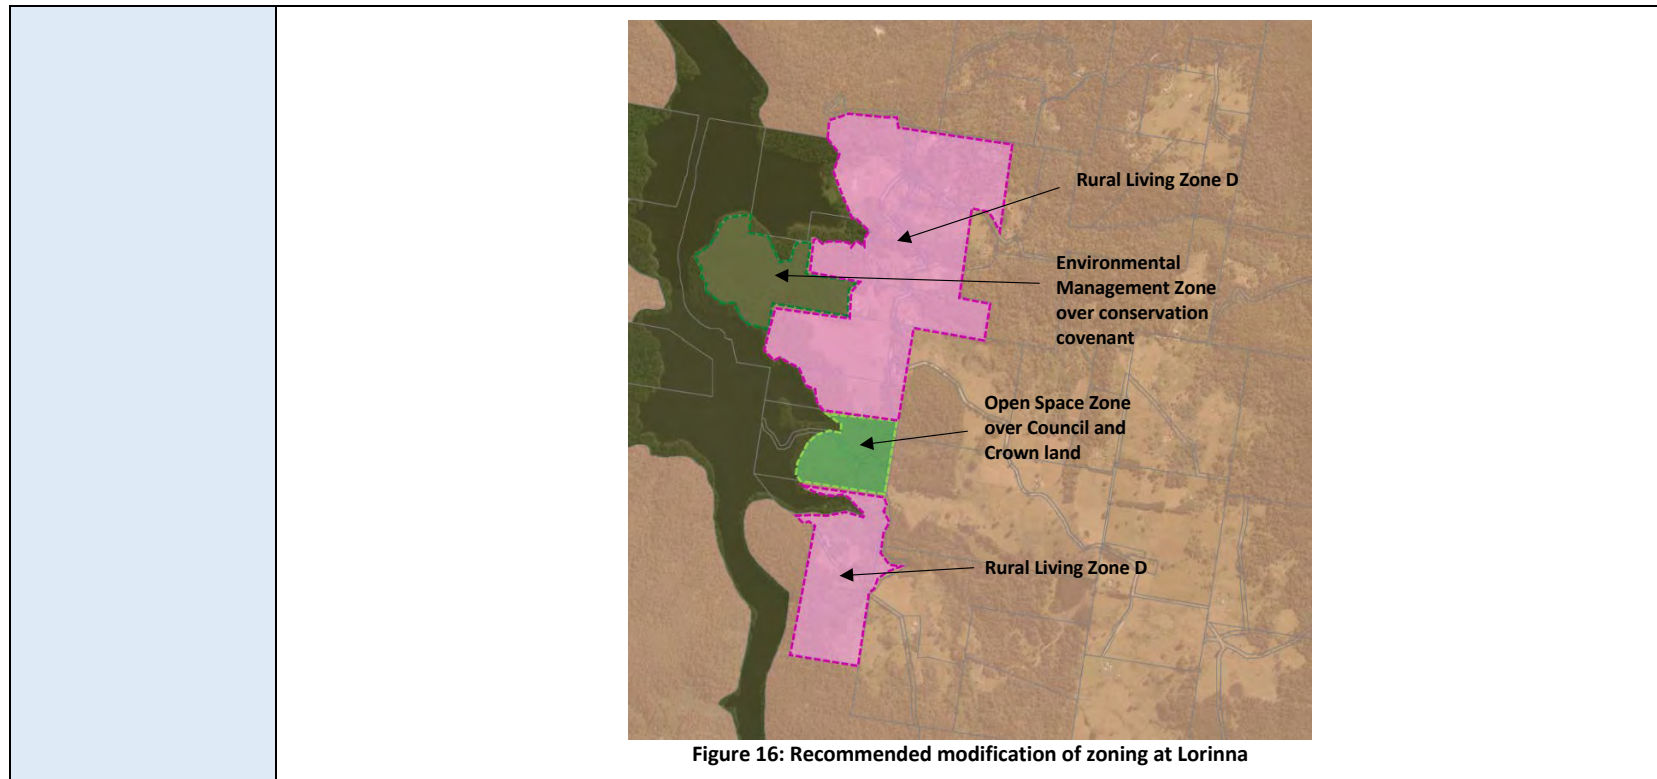 Rural Living Zone D
Environmental
Management Zone
over conservation
covenant
Open Space Zone
over Council and
Crown land
Rural Living Zone D
Figure 16: Recommended modification of zoning at Lorinna